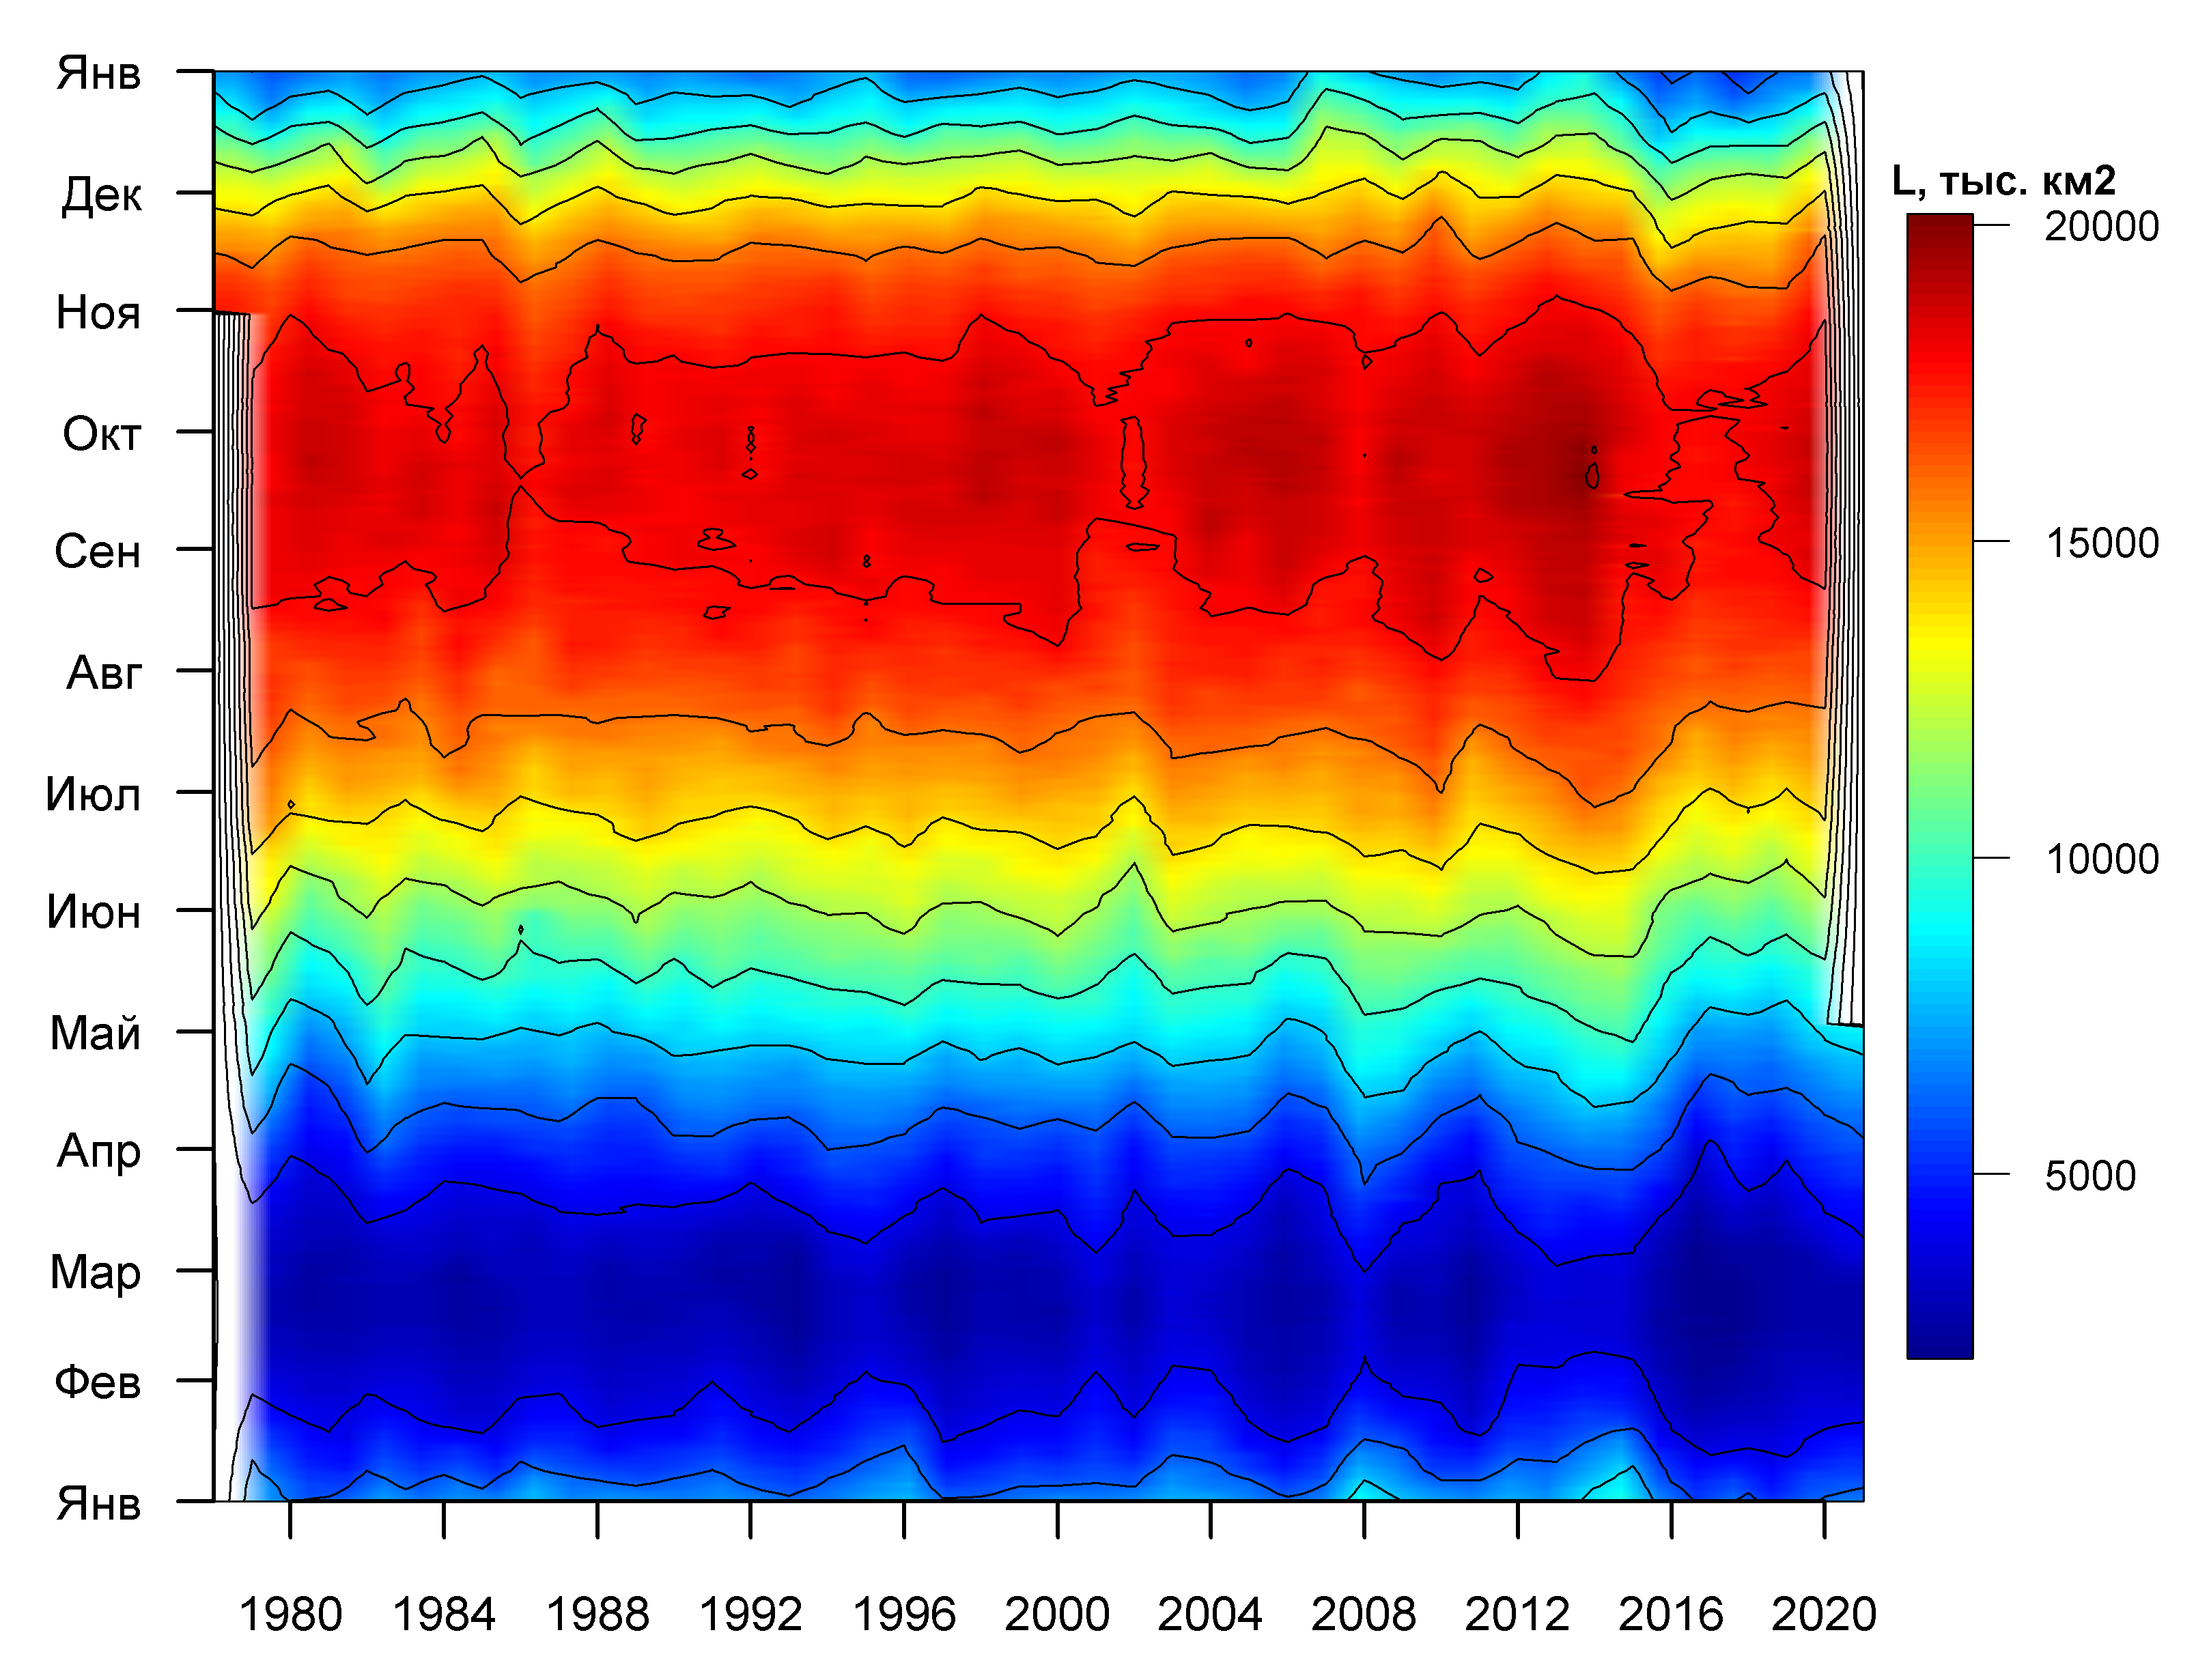 Янв
Дек
Ноя
Окт
Сен
Авг
Июл
Июн
Май
Апр
Мар
Фев
Янв
1980 1984 1988 1992 1996 2000 2004 2008 2012 2016 2020
L, тыс. км2
20000
15000
10000
5000